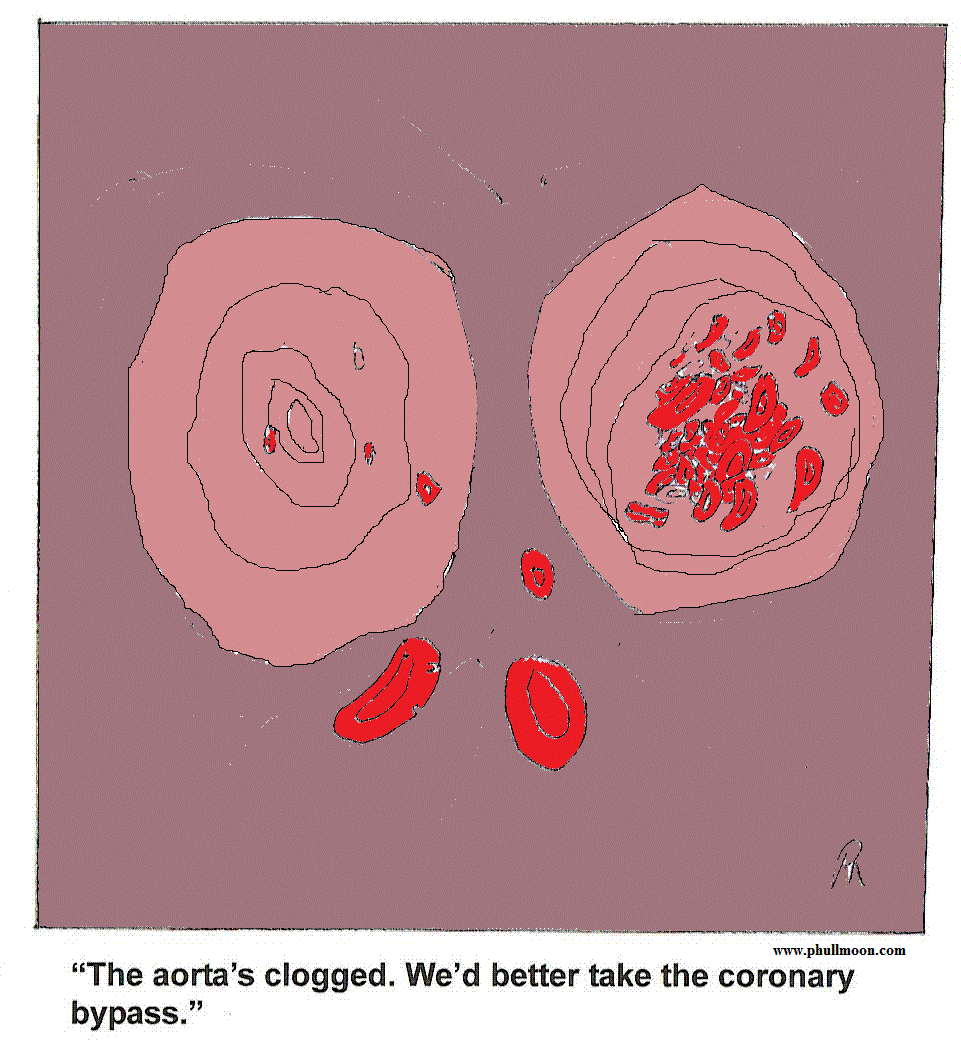 www.phullmoon.com
“The aorta’s clogged. We’d better take the coronary
bypass.”